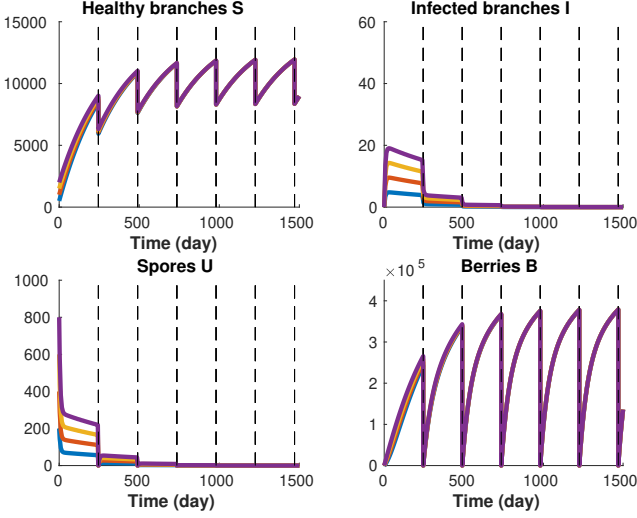 Healthy branches S
15000
10000
5000
0
0 500 1000 1500
Time (day)
Infected branches I
60
40
20
0
0 500 1000 1500
Time (day)
Spores U
1000
800
600
400
200
0
0 500 1000 1500
Time (day)
Berries B
× 10^5
4
3
2
1
0
0 500 1000 1500
Time (day)